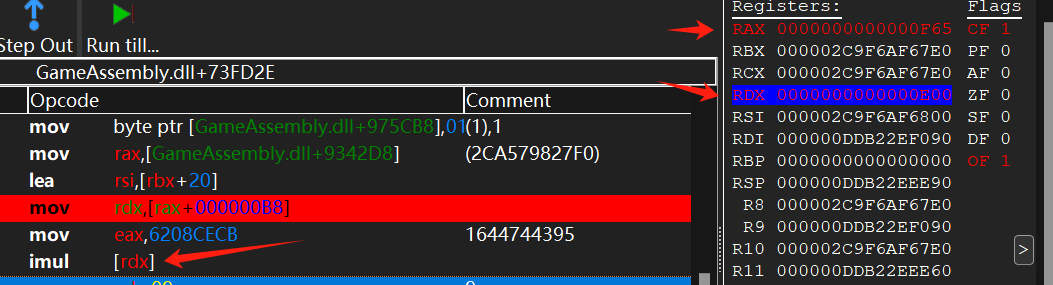 Step Out Run till...
GameAssembly.dll+73FD2E
Opcode Comment
mov byte ptr [GameAssembly.dll+975CB8],01 (1),1
mov rax,[GameAssembly.dll+9342D8] (2CA579827F0)
lea rsi,[rbx+20]
mov rdx,[rax+000000B8]
mov eax,6208CECB 1644744395
imul [rdx]
Registers: Flags
RAX 0000000000000F65 CF 1
RBX 000002C9F6AF67E0 PF 0
RCX 000002C9F6AF67E0 AF 0
RDX 0000000000000E00 ZF 0
RSI 000002C9F6AF6800 SF 0
RDI 000000DDB22EF090 DF 0
RBP 0000000000000000 OF 1
RSP 000000DDB22EEE90
R8 000002C9F6AF67E0
R9 000000DDB22EF090
R10 000002C9F6AF67E0
R11 000000DDB22EEE60
>